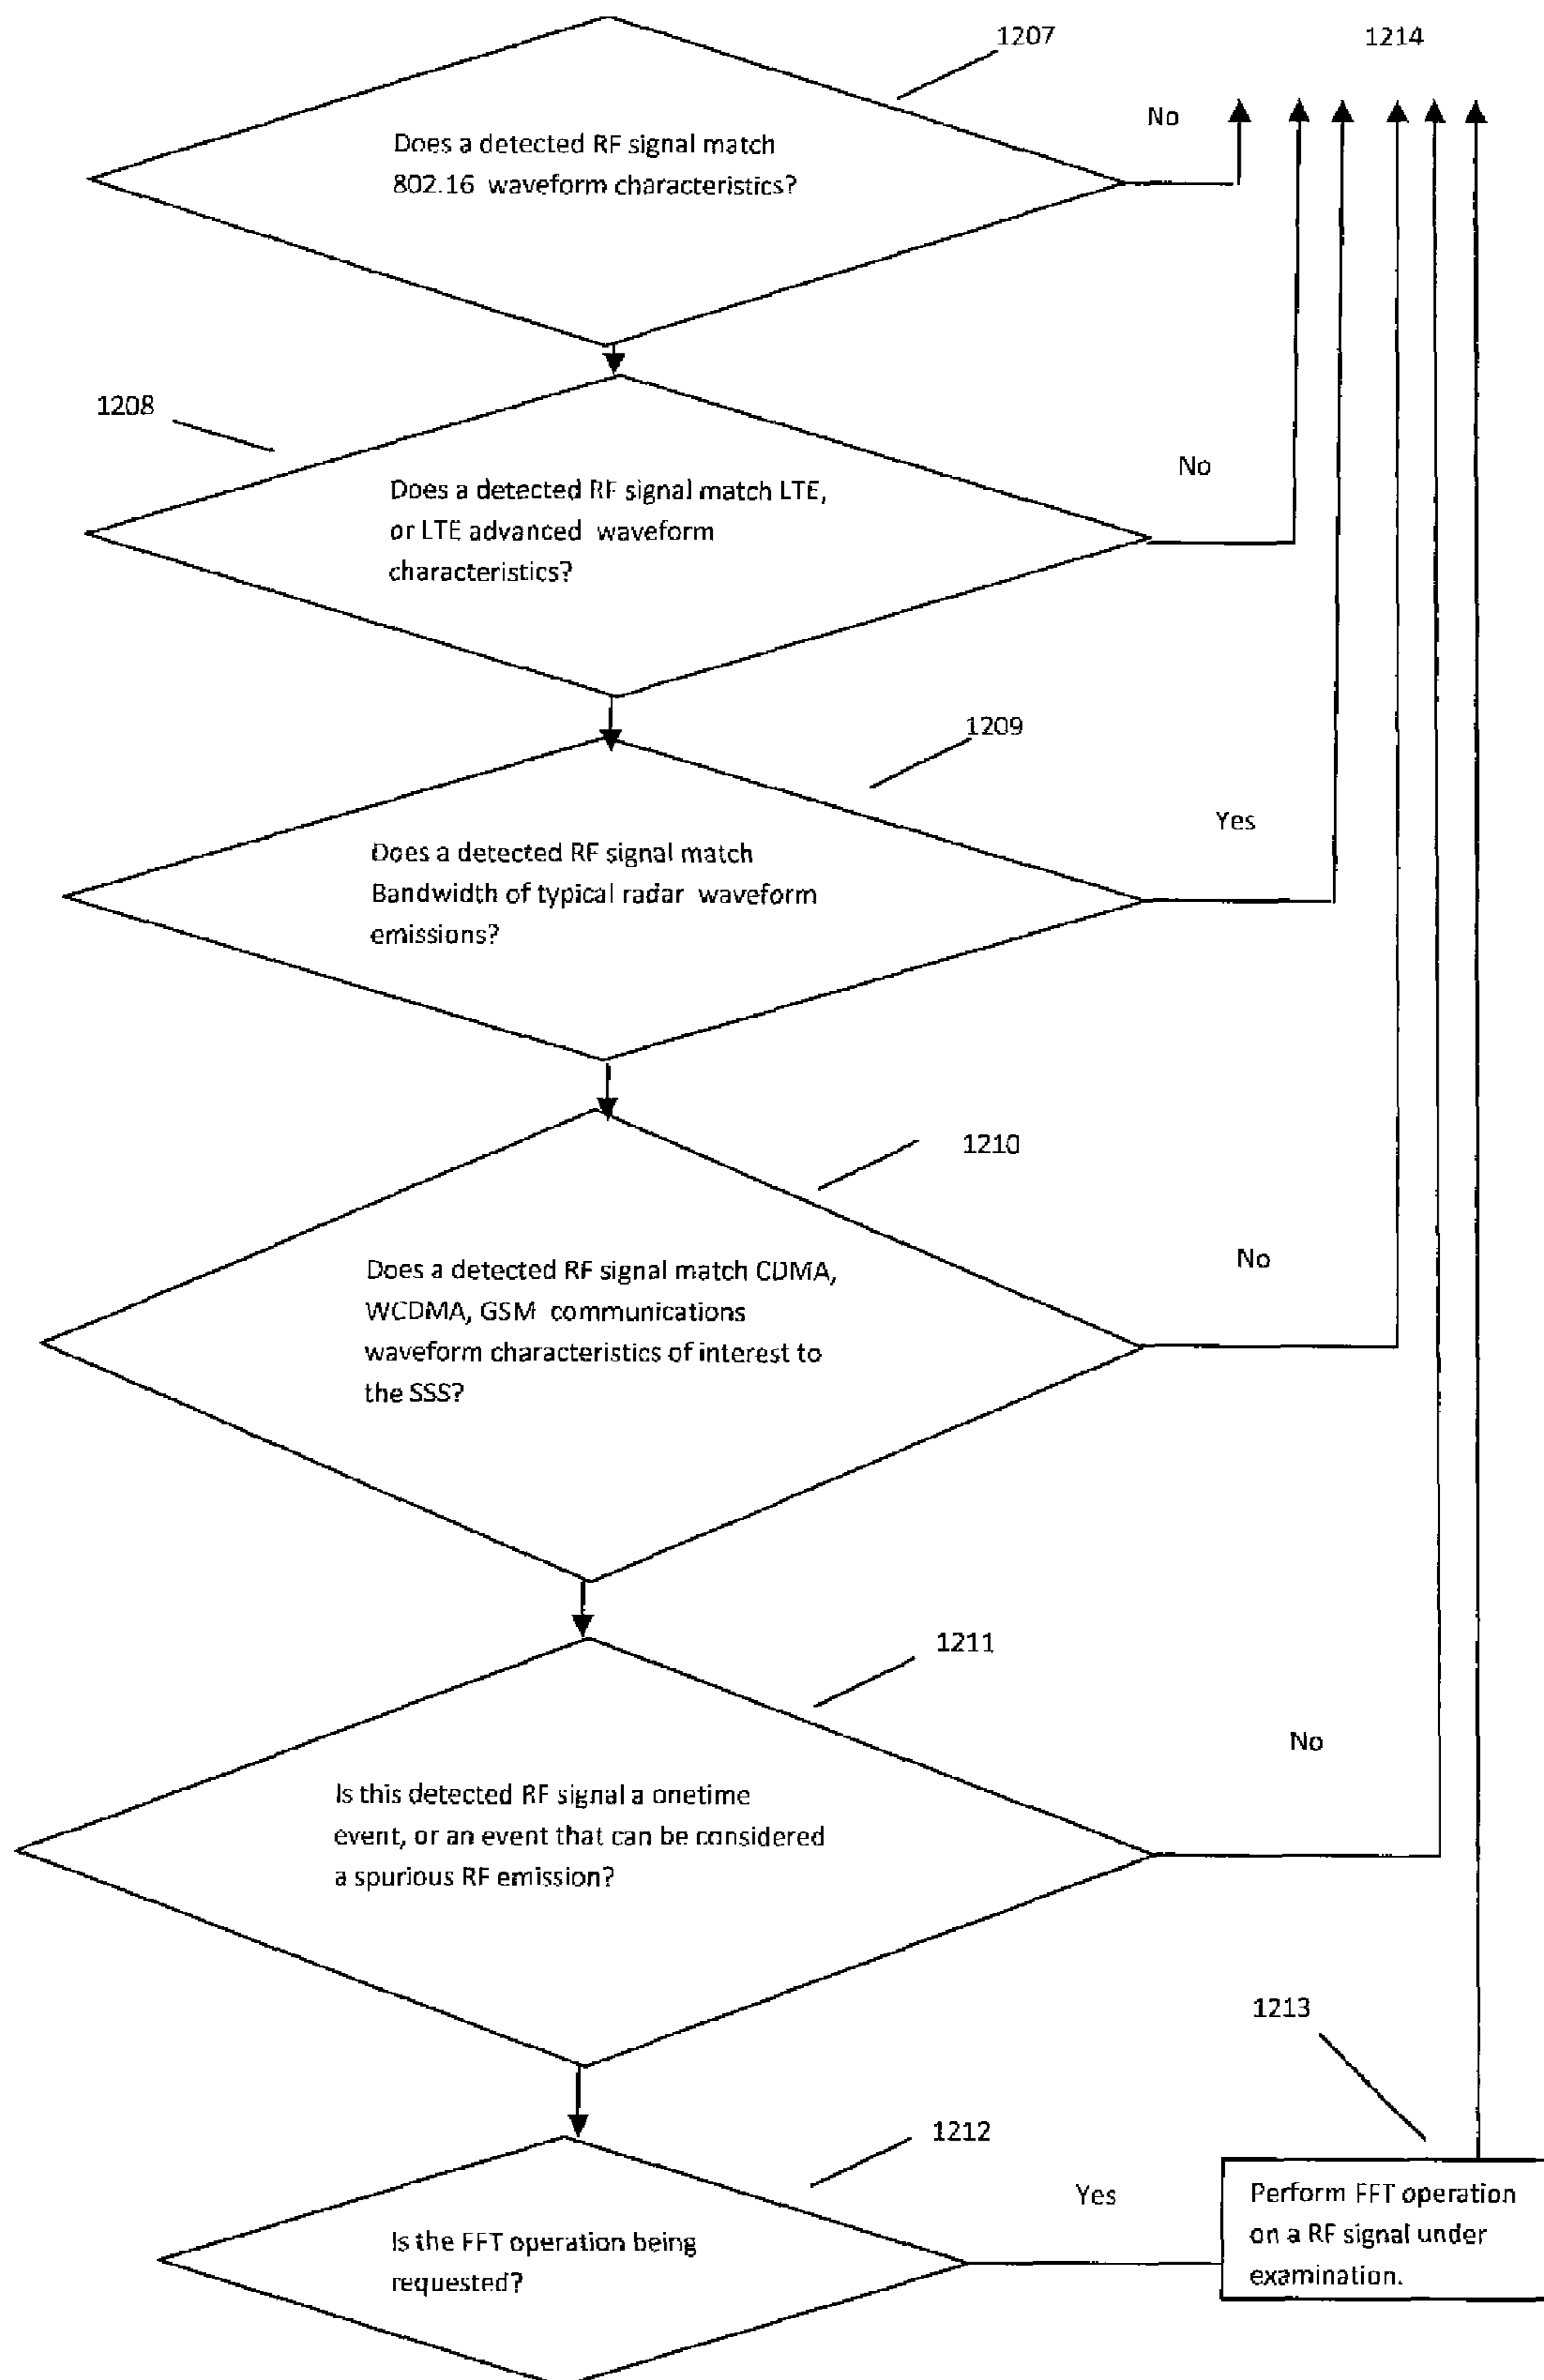 1207
1214
No
Does a detected RF signal match
802.16 waveform characteristics?
1208
No
Does a detected RF signal match LTE,
or LTE advanced waveform
characteristics?
1209
Yes
Does a detected RF signal match
Bandwidth of typical radar waveform
emissions?
1210
No
Does a detected RF signal match CDMA,
WCDMA, GSM communications
waveform characteristics of interest to
the SSS?
1211
No
Is this detected RF signal a onetime
event, or an event that can be considered
a spurious RF emission?
1213
1212
Yes
Perform FFT operation
on a RF signal under
examination.
Is the FFT operation being
requested?